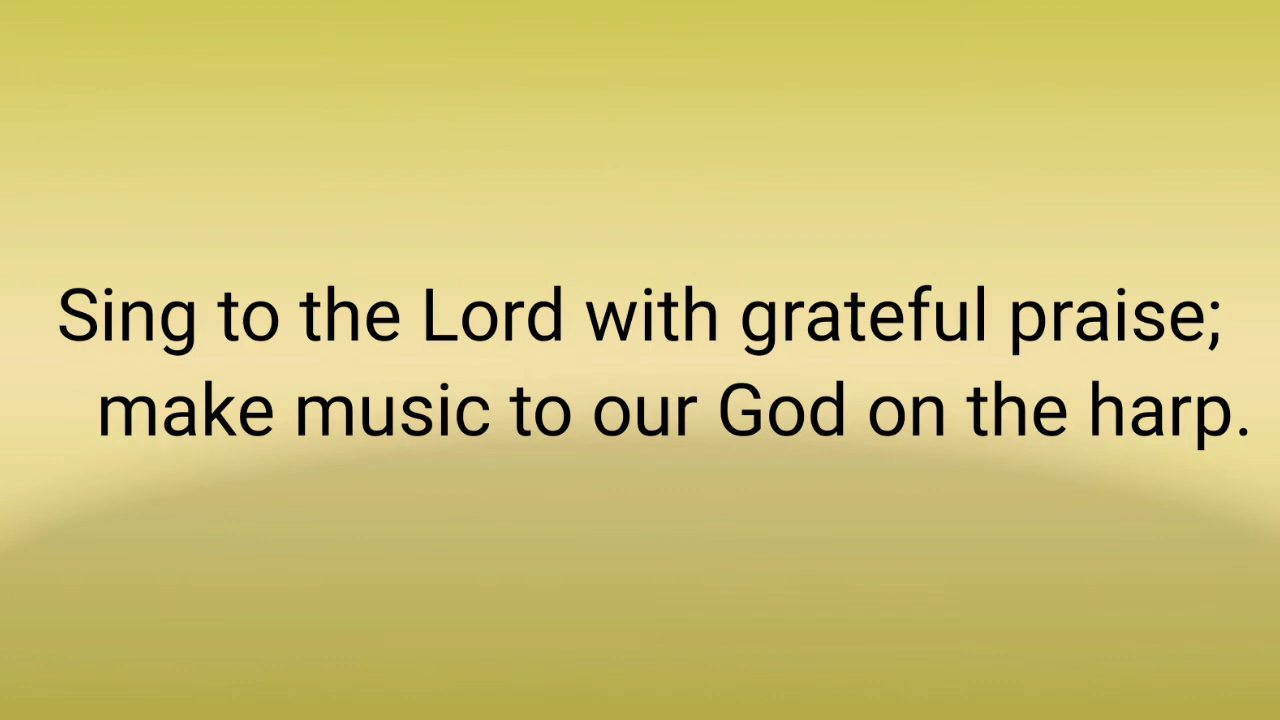 Sing to the Lord with grateful praise;
make music to our God on the harp.